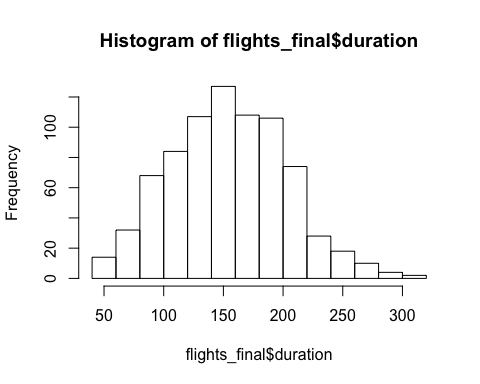 Histogram of flights_final$duration
Frequency
0 20 60 100
50 100 150 200 250 300
flights_final$duration